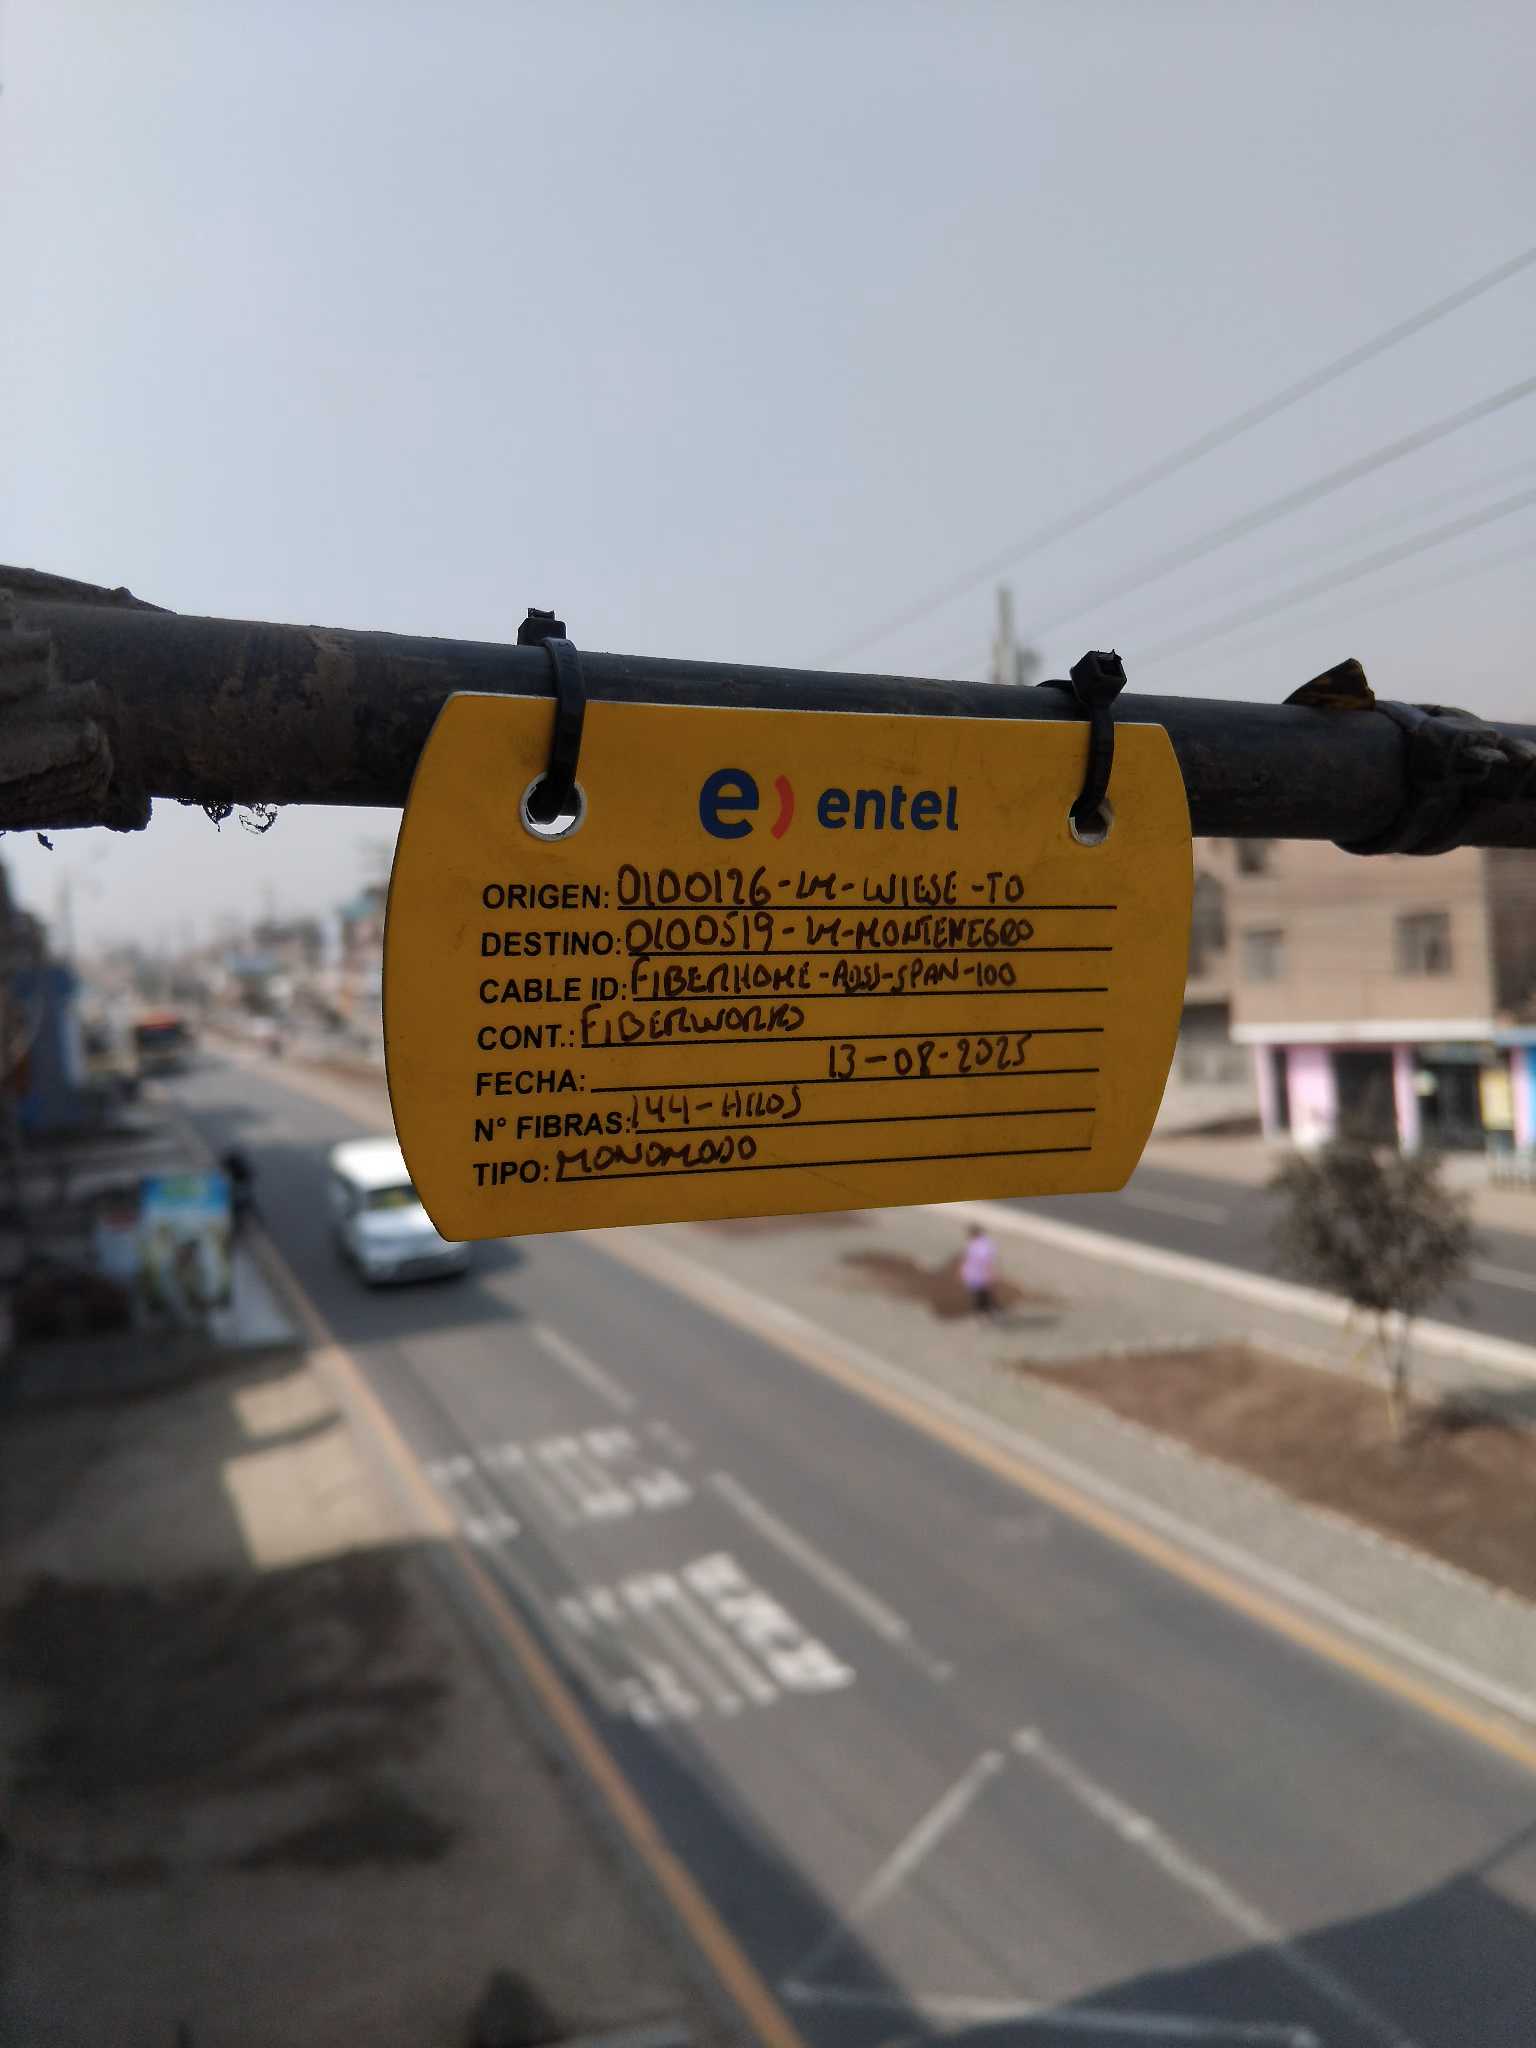 e) entel
ORIGEN: 0100126-LM-WIESE-TO
DESTINO: 0100519-LM-MONTENEGRO
CABLE ID: FIBERHOME-ADSS-SPAN-100
CONT.: FIBERWORKS
FECHA: 13-08-2025
N° FIBRAS: 144-HILOS
TIPO: MONOMODO